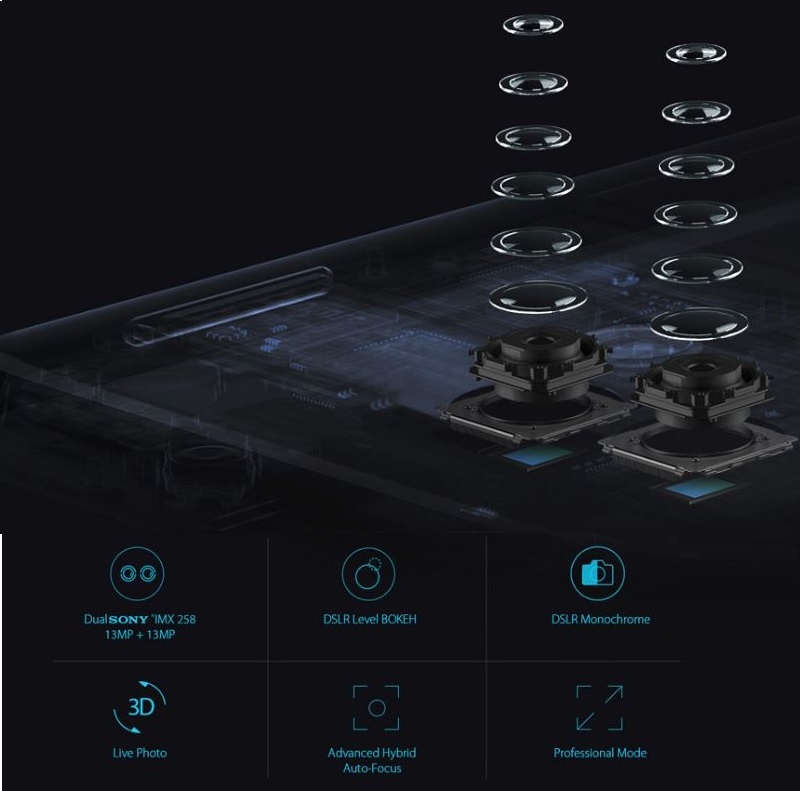 Dual SONY® IMX 258
13MP + 13MP
DSLR Level BOKEH
DSLR Monochrome
3D
Live Photo
Advanced Hybrid
Auto-Focus
Professional Mode